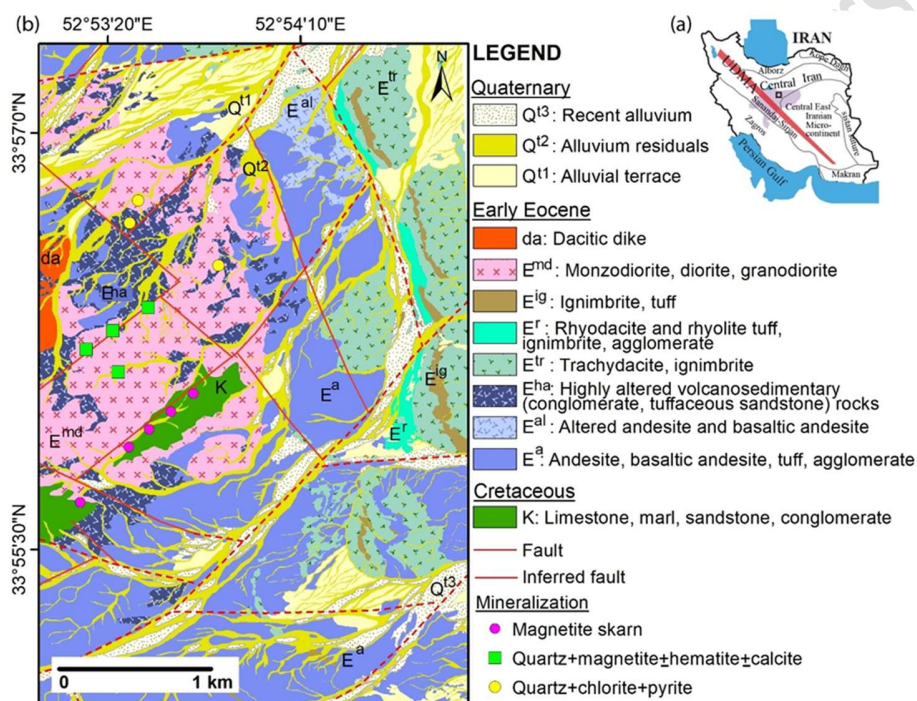 (b)
52°53'20"E
52°54'10"E
33°57'0"N
33°55'30"N
N
Qt1
Eal
Etr
Qt2
da
Eha
K
Ea
Eig
Er
Emd
Qt3
Ea
0 1 km
(a)
IRAN
UDMA
Alborz
Kope Dagh
Central Iran
Sanandaj-Sirjan
Central East
Iranian
Micro-
continent
Zagros
Sistan suture
Persian Gulf
Makran
LEGEND
Quaternary
Qt3 : Recent alluvium
Qt2 : Alluvium residuals
Qt1 : Alluvial terrace
Early Eocene
da: Dacitic dike
Emd : Monzodiorite, diorite, granodiorite
Eig : Ignimbrite, tuff
Er : Rhyodacite and rhyolite tuff,
ignimbrite, agglomerate
Etr : Trachydacite, ignimbrite
Eha: Highly altered volcanosedimentary
(conglomerate, tuffaceous sandstone) rocks
Eal : Altered andesite and basaltic andesite
Ea : Andesite, basaltic andesite, tuff, agglomerate
Cretaceous
K: Limestone, marl, sandstone, conglomerate
Fault
Inferred fault
Mineralization
Magnetite skarn
Quartz+magnetite±hematite±calcite
Quartz+chlorite+pyrite